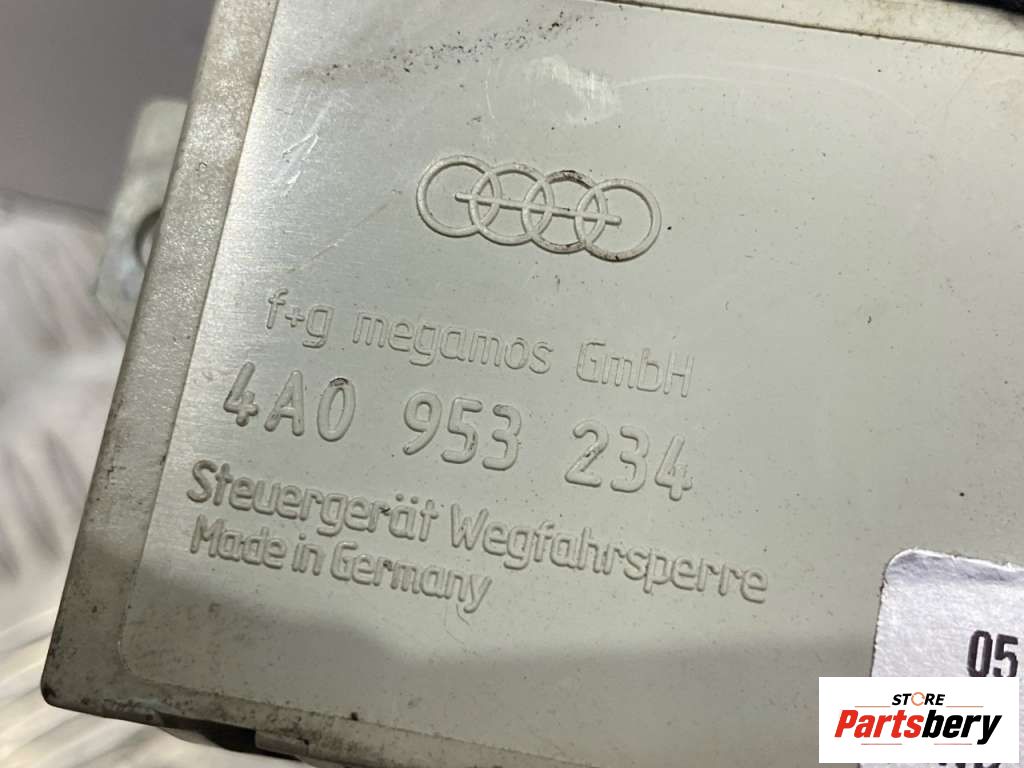 f+g megamos GmbH
4A0 953 234
Steuergerät Wegfahrsperre
Made in Germany
05
STORE
Partsbery